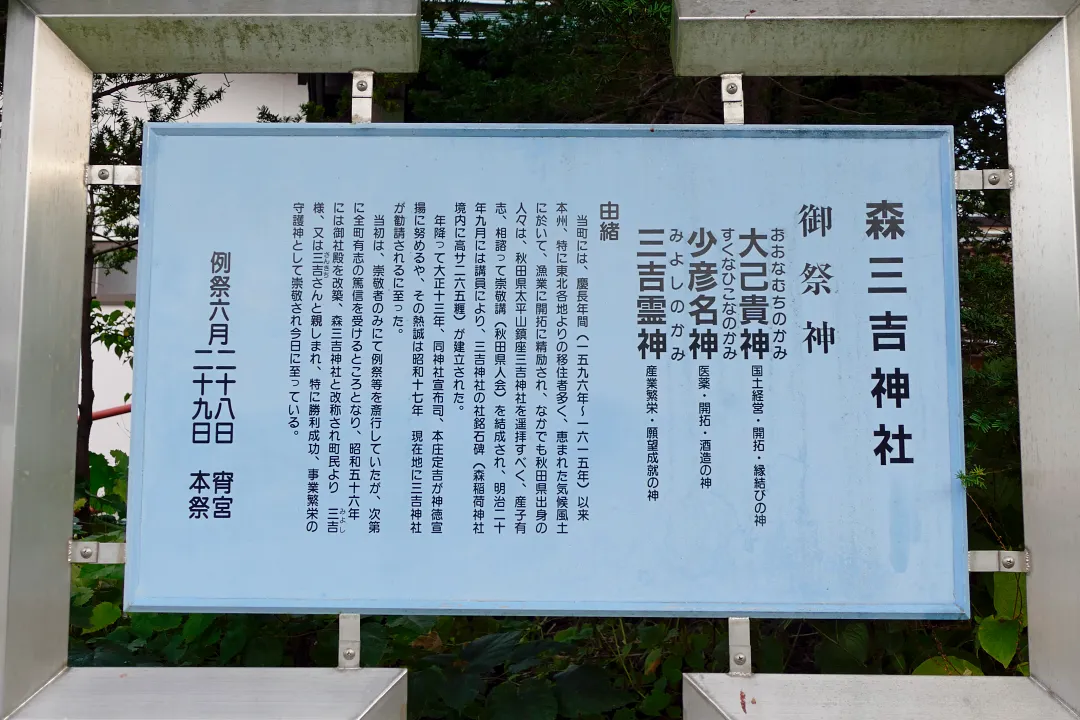 森三吉神社
御祭神
おおなむちのかみ
大己貴神 国土経営・開拓・縁結びの神
すくなひこなのかみ
少彦名神 医薬・開拓・酒造の神
みよしのかみ
三吉霊神 産業繁栄・願望成就の神
由緒
当町には、慶長年間（一五九六年～一六一五年）以来
本州、特に東北各地よりの移住者多く、恵まれた気候風土
に於いて、漁業に開拓に精励され、なかでも秋田県出身の
人々は、秋田県太平山鎮座三吉神社を遥拝すべく、産子有
志、相謟って崇敬講（秋田県人会）を結成され、明治二十
年九月には講員により、三吉神社の社銘石碑（森稲荷神社
境内に高サ二六五糎）が建立された。
年降って大正十三年、同神社宣布司、本庄定吉が神徳宣
揚に努めるや、その熱誠は昭和十七年 現在地に三吉神社
が勧請されるに至った。
当初は、崇敬者のみにて例祭等を斎行していたが、次第
に全町有志の篤信を受けるところとなり、昭和五十六年
には御社殿を改築、森三吉神社と改称され町民より 三吉
みよし
様、又は三吉さんと親しまれ、特に勝利成功、事業繁栄の
さんきち
守護神として崇敬され今日に至っている。
例祭六月二十八日 宵宮
二十九日 本祭